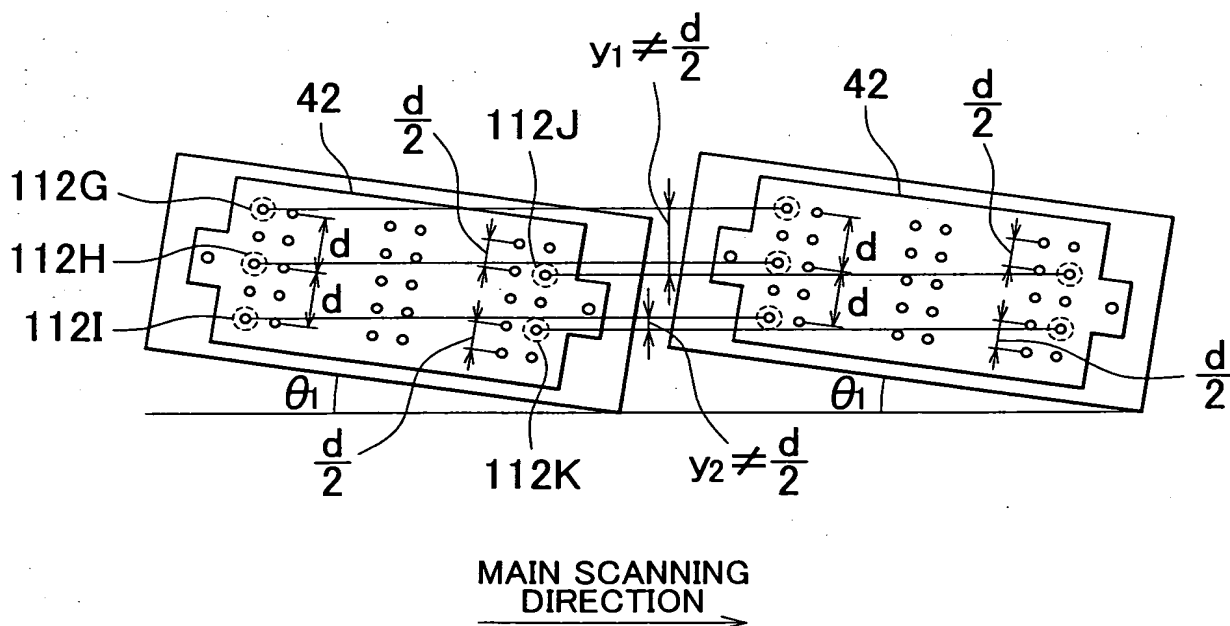 y₁ ≠ d/2
42
d/2
112J
42
d/2
112G
d
d
112H
d
d
112I
θ₁
θ₁
d/2
d/2
112K
y₂ ≠ d/2
MAIN SCANNING
DIRECTION